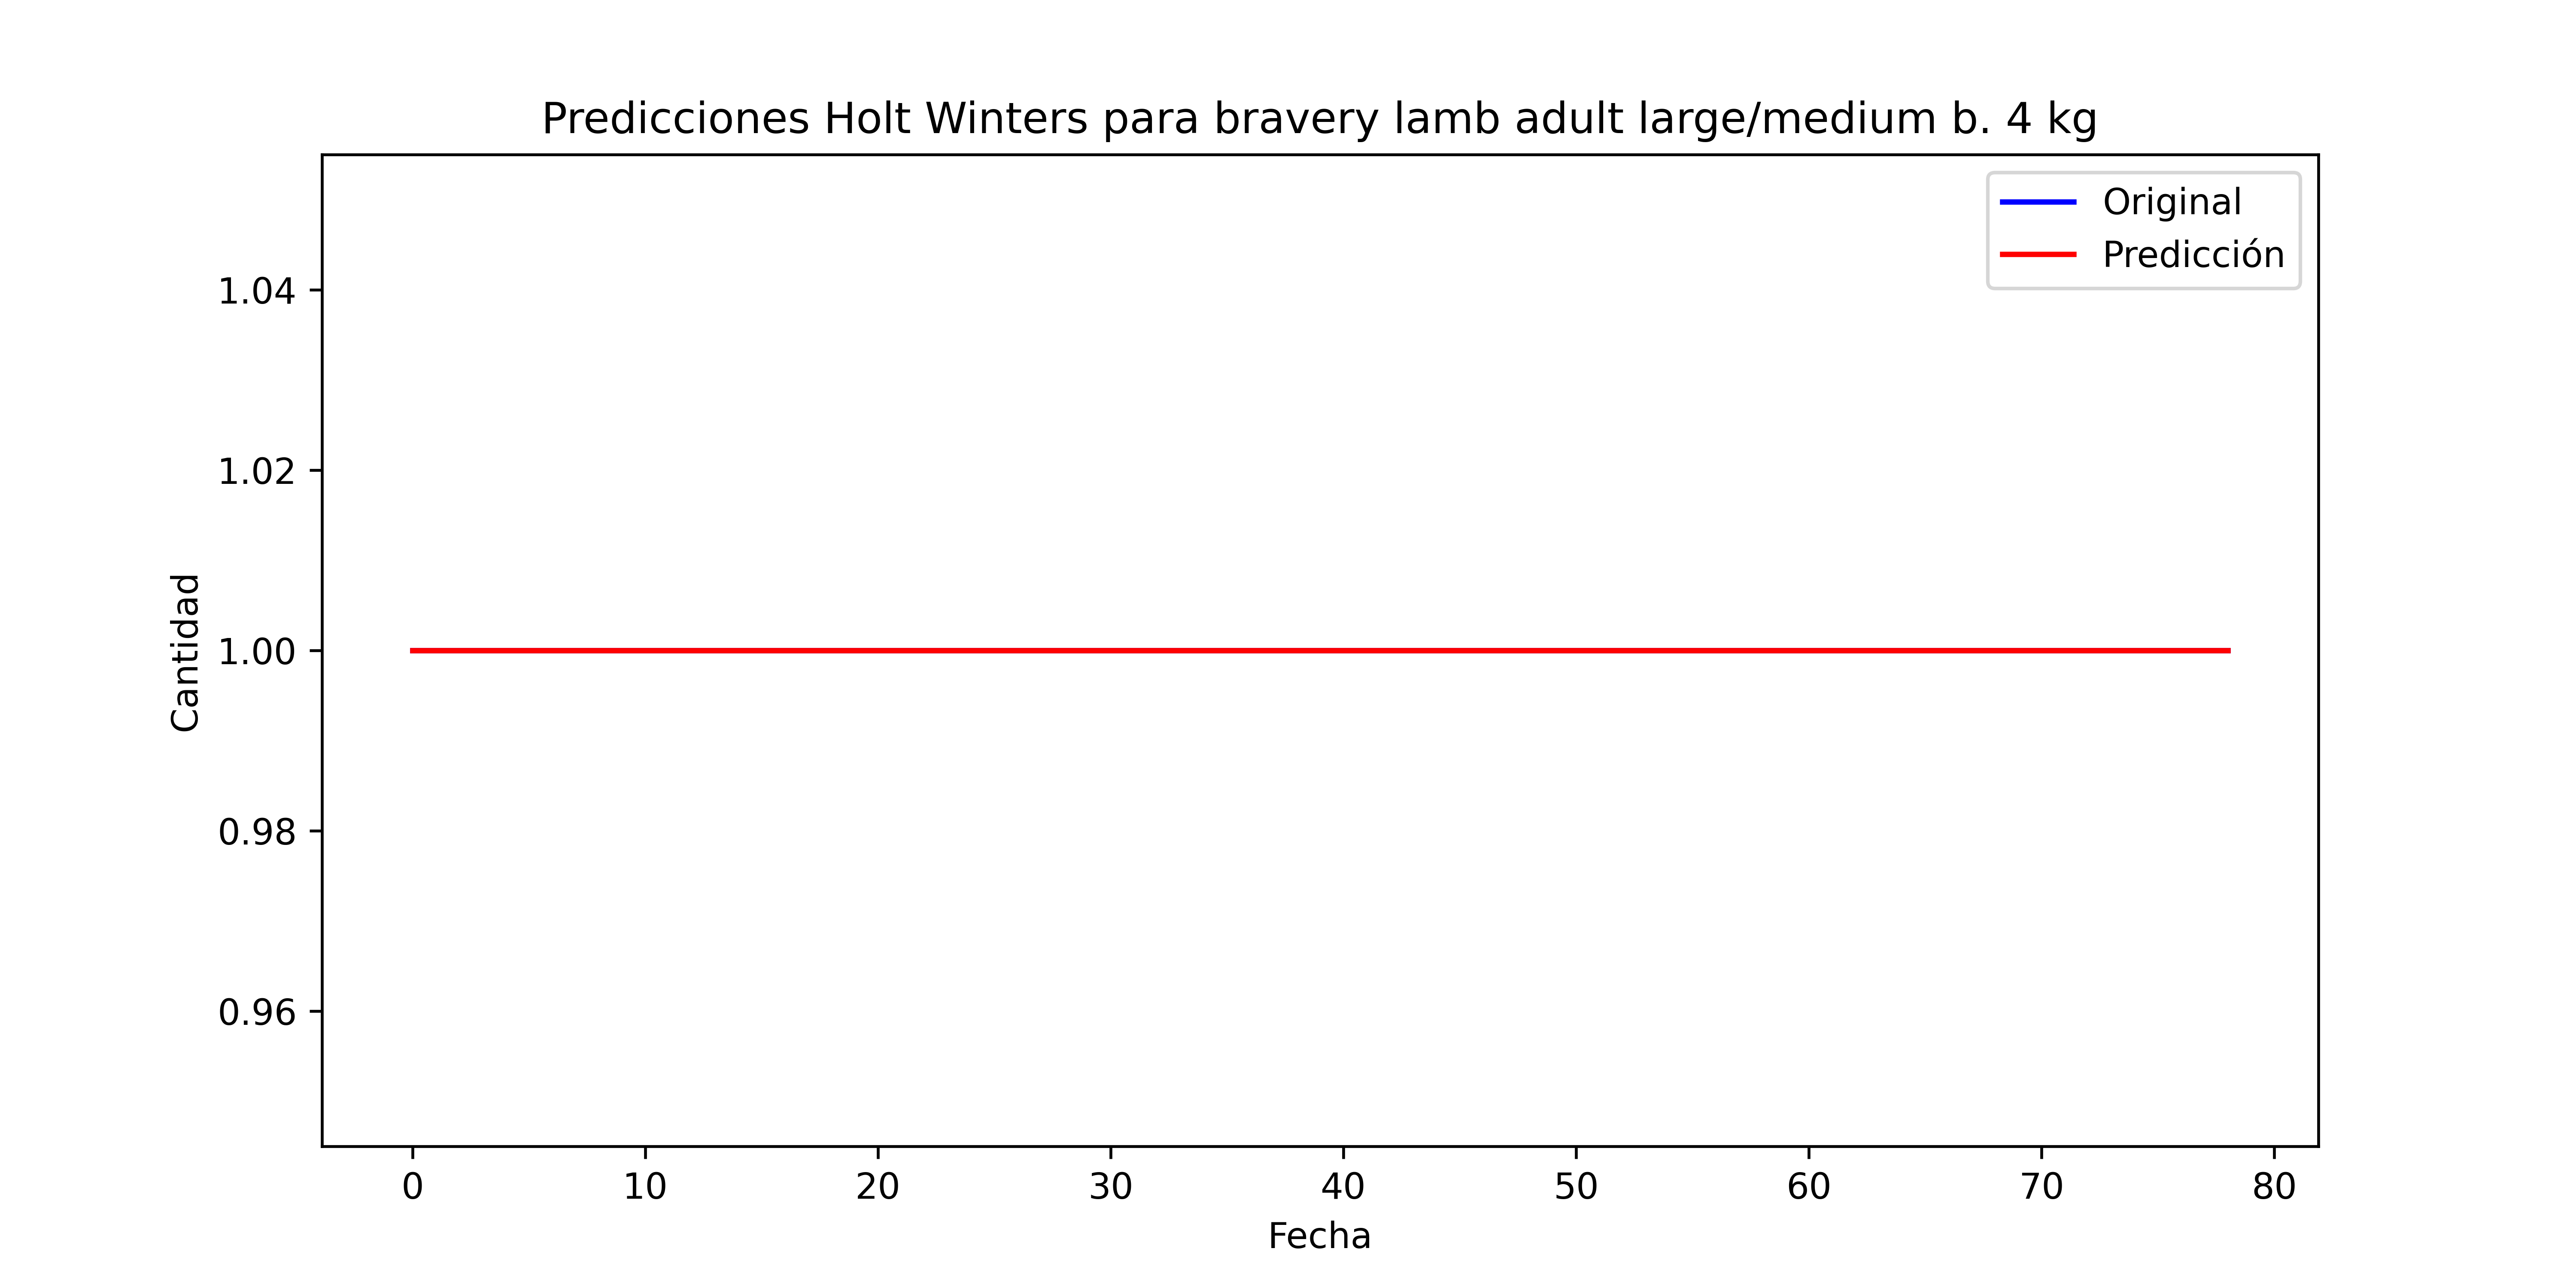 Predicciones Holt Winters para bravery lamb adult large/medium b. 4 kg
Original
Predicción
1.04
1.02
1.00
0.98
0.96
Cantidad
0 10 20 30 40 50 60 70 80
Fecha